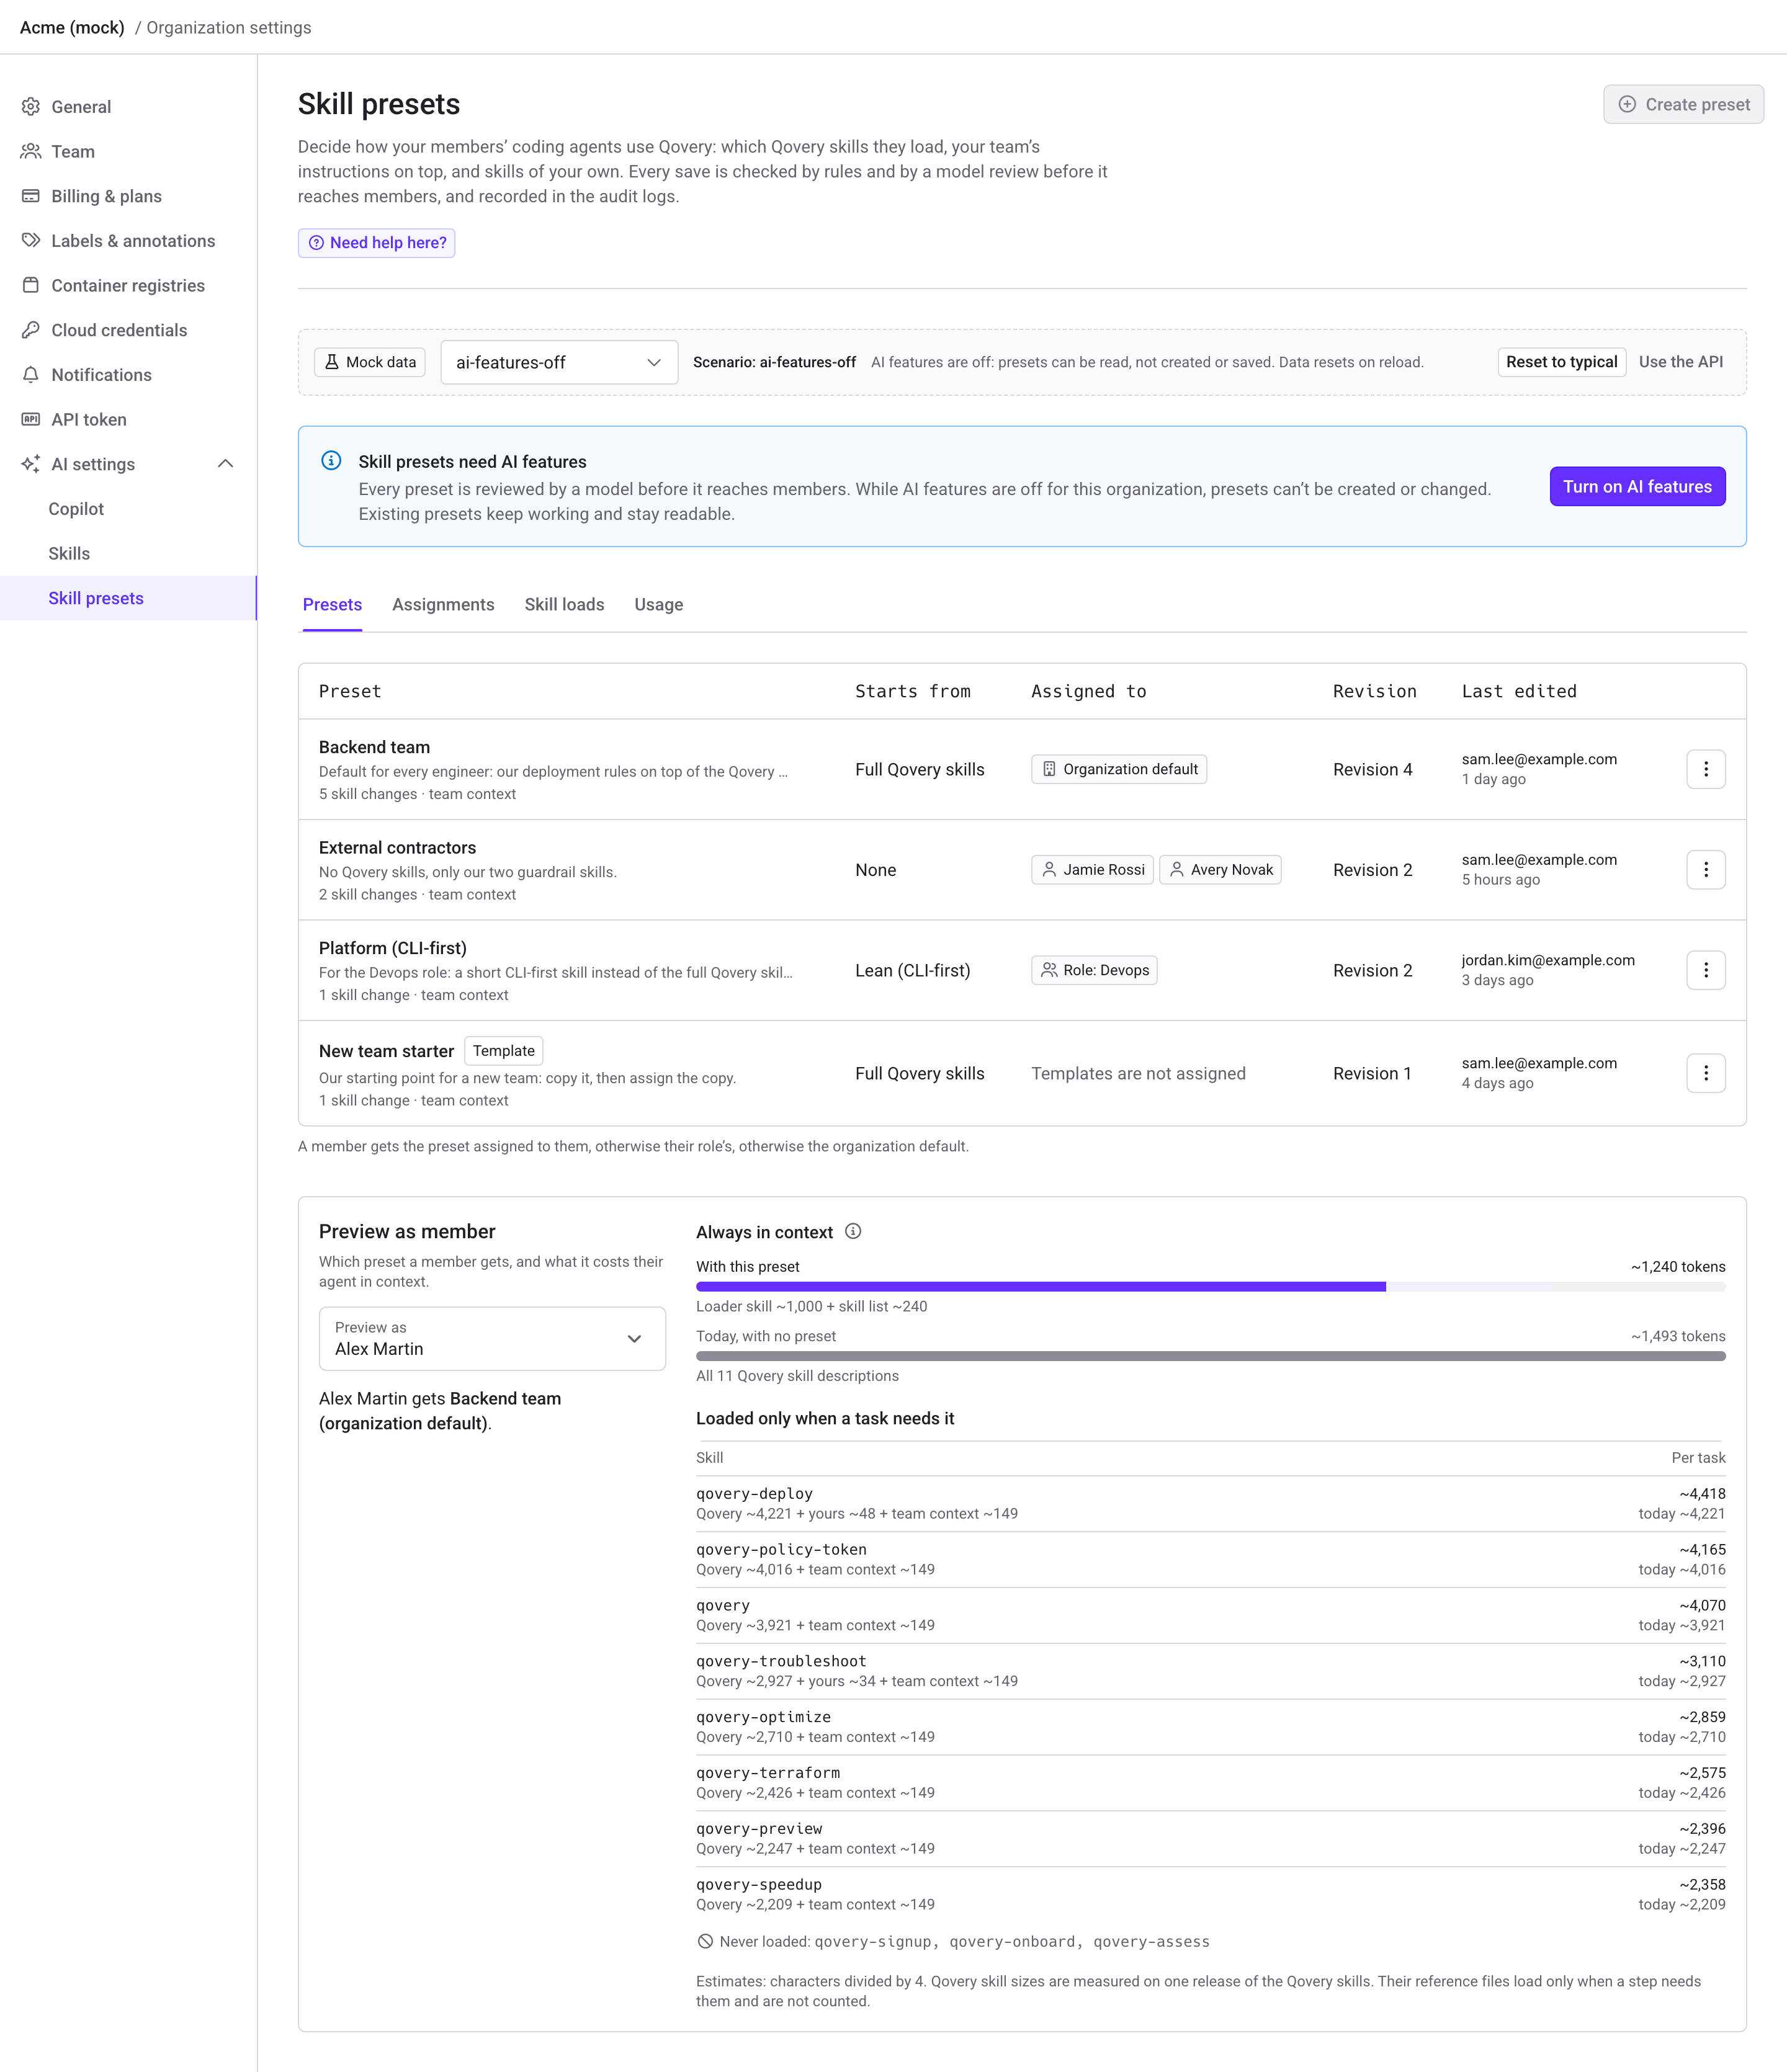 Acme (mock) / Organization settings
General
Team
Billing & plans
Labels & annotations
Container registries
Cloud credentials
Notifications
API token
AI settings
Copilot
Skills
Skill presets
Skill presets
Create preset
Decide how your members’ coding agents use Qovery: which Qovery skills they load, your team’s
instructions on top, and skills of your own. Every save is checked by rules and by a model review before it
reaches members, and recorded in the audit logs.
Need help here?
Mock data
ai-features-off
Scenario: ai-features-off AI features are off: presets can be read, not created or saved. Data resets on reload.
Reset to typical
Use the API
Skill presets need AI features
Every preset is reviewed by a model before it reaches members. While AI features are off for this organization, presets can’t be created or changed.
Existing presets keep working and stay readable.
Turn on AI features
Presets Assignments Skill loads Usage
Preset Starts from Assigned to Revision Last edited
Backend team
Default for every engineer: our deployment rules on top of the Qovery …
5 skill changes · team context
Full Qovery skills
Organization default
Revision 4
sam.lee@example.com
1 day ago
External contractors
No Qovery skills, only our two guardrail skills.
2 skill changes · team context
None
Jamie Rossi
Avery Novak
Revision 2
sam.lee@example.com
5 hours ago
Platform (CLI-first)
For the Devops role: a short CLI-first skill instead of the full Qovery skil…
1 skill change · team context
Lean (CLI-first)
Role: Devops
Revision 2
jordan.kim@example.com
3 days ago
New team starter
Template
Our starting point for a new team: copy it, then assign the copy.
1 skill change · team context
Full Qovery skills
Templates are not assigned
Revision 1
sam.lee@example.com
4 days ago
A member gets the preset assigned to them, otherwise their role’s, otherwise the organization default.
Preview as member
Which preset a member gets, and what it costs their
agent in context.
Preview as
Alex Martin
Alex Martin gets Backend team
(organization default).
Always in context
With this preset ~1,240 tokens
Loader skill ~1,000 + skill list ~240
Today, with no preset ~1,493 tokens
All 11 Qovery skill descriptions
Loaded only when a task needs it
Skill Per task
qovery-deploy ~4,418
Qovery ~4,221 + yours ~48 + team context ~149 today ~4,221
qovery-policy-token ~4,165
Qovery ~4,016 + team context ~149 today ~4,016
qovery ~4,070
Qovery ~3,921 + team context ~149 today ~3,921
qovery-troubleshoot ~3,110
Qovery ~2,927 + yours ~34 + team context ~149 today ~2,927
qovery-optimize ~2,859
Qovery ~2,710 + team context ~149 today ~2,710
qovery-terraform ~2,575
Qovery ~2,426 + team context ~149 today ~2,426
qovery-preview ~2,396
Qovery ~2,247 + team context ~149 today ~2,247
qovery-speedup ~2,358
Qovery ~2,209 + team context ~149 today ~2,209
Never loaded: qovery-signup, qovery-onboard, qovery-assess
Estimates: characters divided by 4. Qovery skill sizes are measured on one release of the Qovery skills. Their reference files load only when a step needs
them and are not counted.